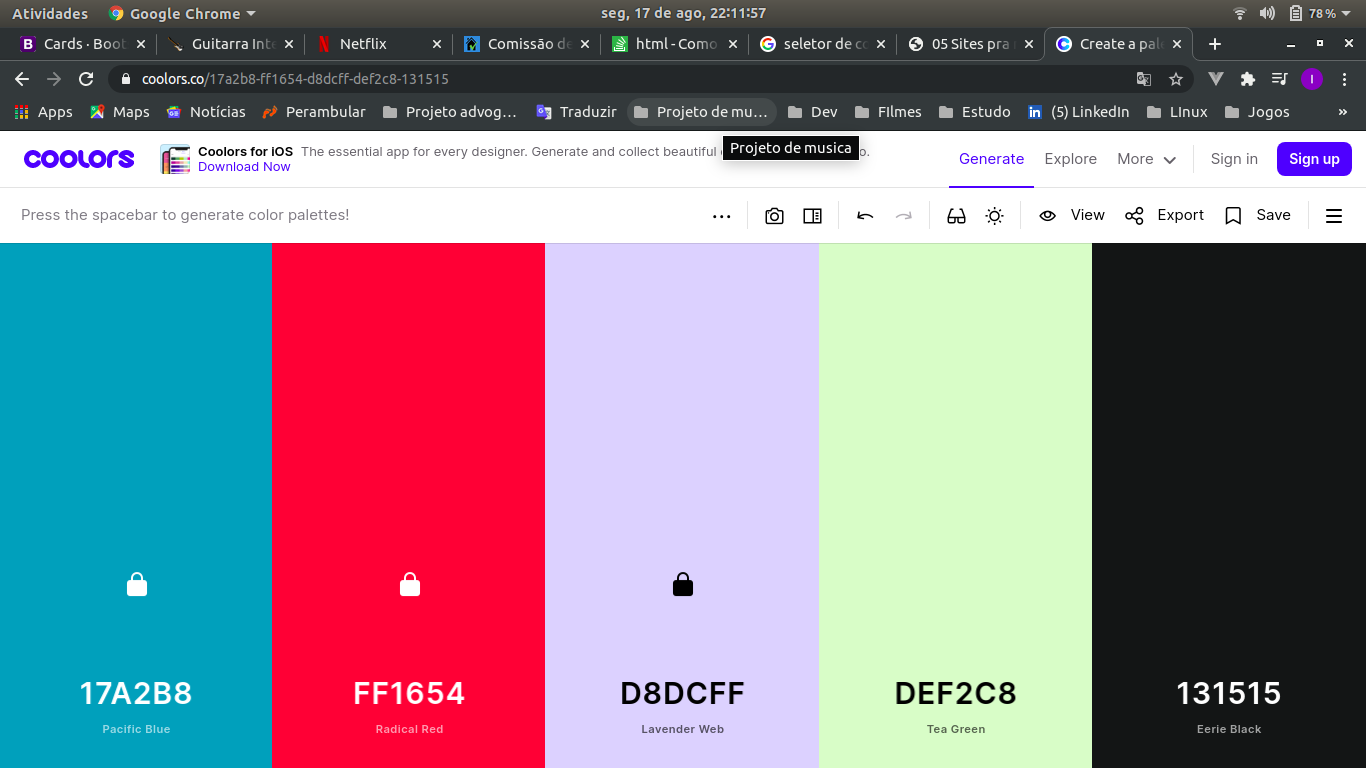 Atividades Google Chrome seg, 17 de ago, 22:11:57 78%
Cards · Boot Guitarra Inte Netflix Comissão de html - Como seletor de co 05 Sites pra Create a pale
coolors.co/17a2b8-ff1654-d8dcff-def2c8-131515
Apps Maps Notícias Perambular Projeto advog... Traduzir Projeto de mu... Dev FIlmes Estudo (5) LinkedIn LInux Jogos »
Projeto de musica
coolors
Coolors for iOS The essential app for every designer. Generate and collect beautiful o.
Download Now
Generate Explore More Sign in Sign up
Press the spacebar to generate color palettes!
View Export Save
17A2B8 FF1654 D8DCFF DEF2C8 131515
Pacific Blue Radical Red Lavender Web Tea Green Eerie Black